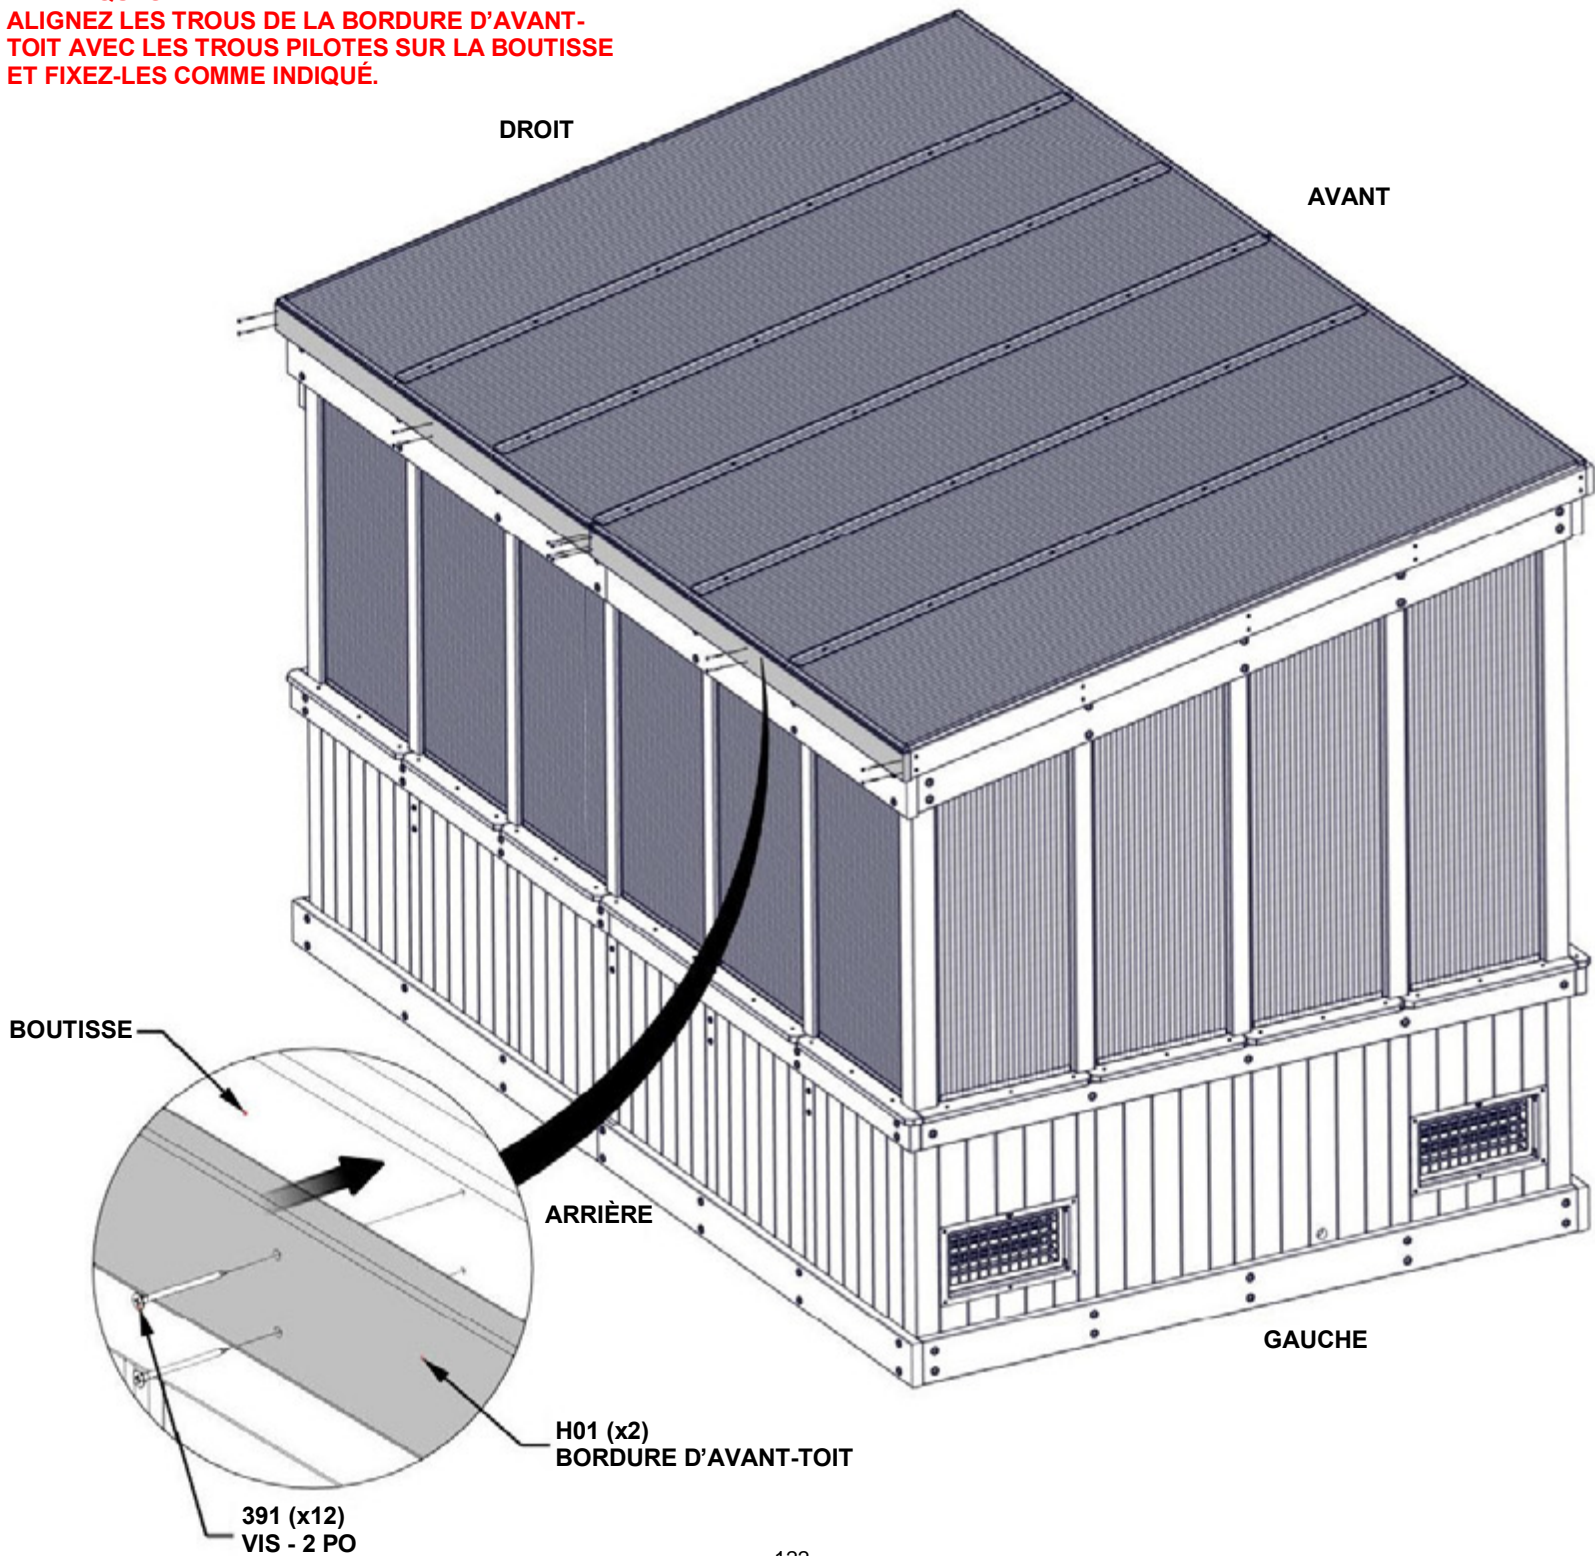 ALIGNEZ LES TROUS DE LA BORDURE D’AVANT-
TOIT AVEC LES TROUS PILOTES SUR LA BOUTISSE
ET FIXEZ-LES COMME INDIQUÉ.
DROIT
AVANT
BOUTISSE
ARRIÈRE
GAUCHE
H01 (x2)
BORDURE D’AVANT-TOIT
391 (x12)
VIS - 2 PO